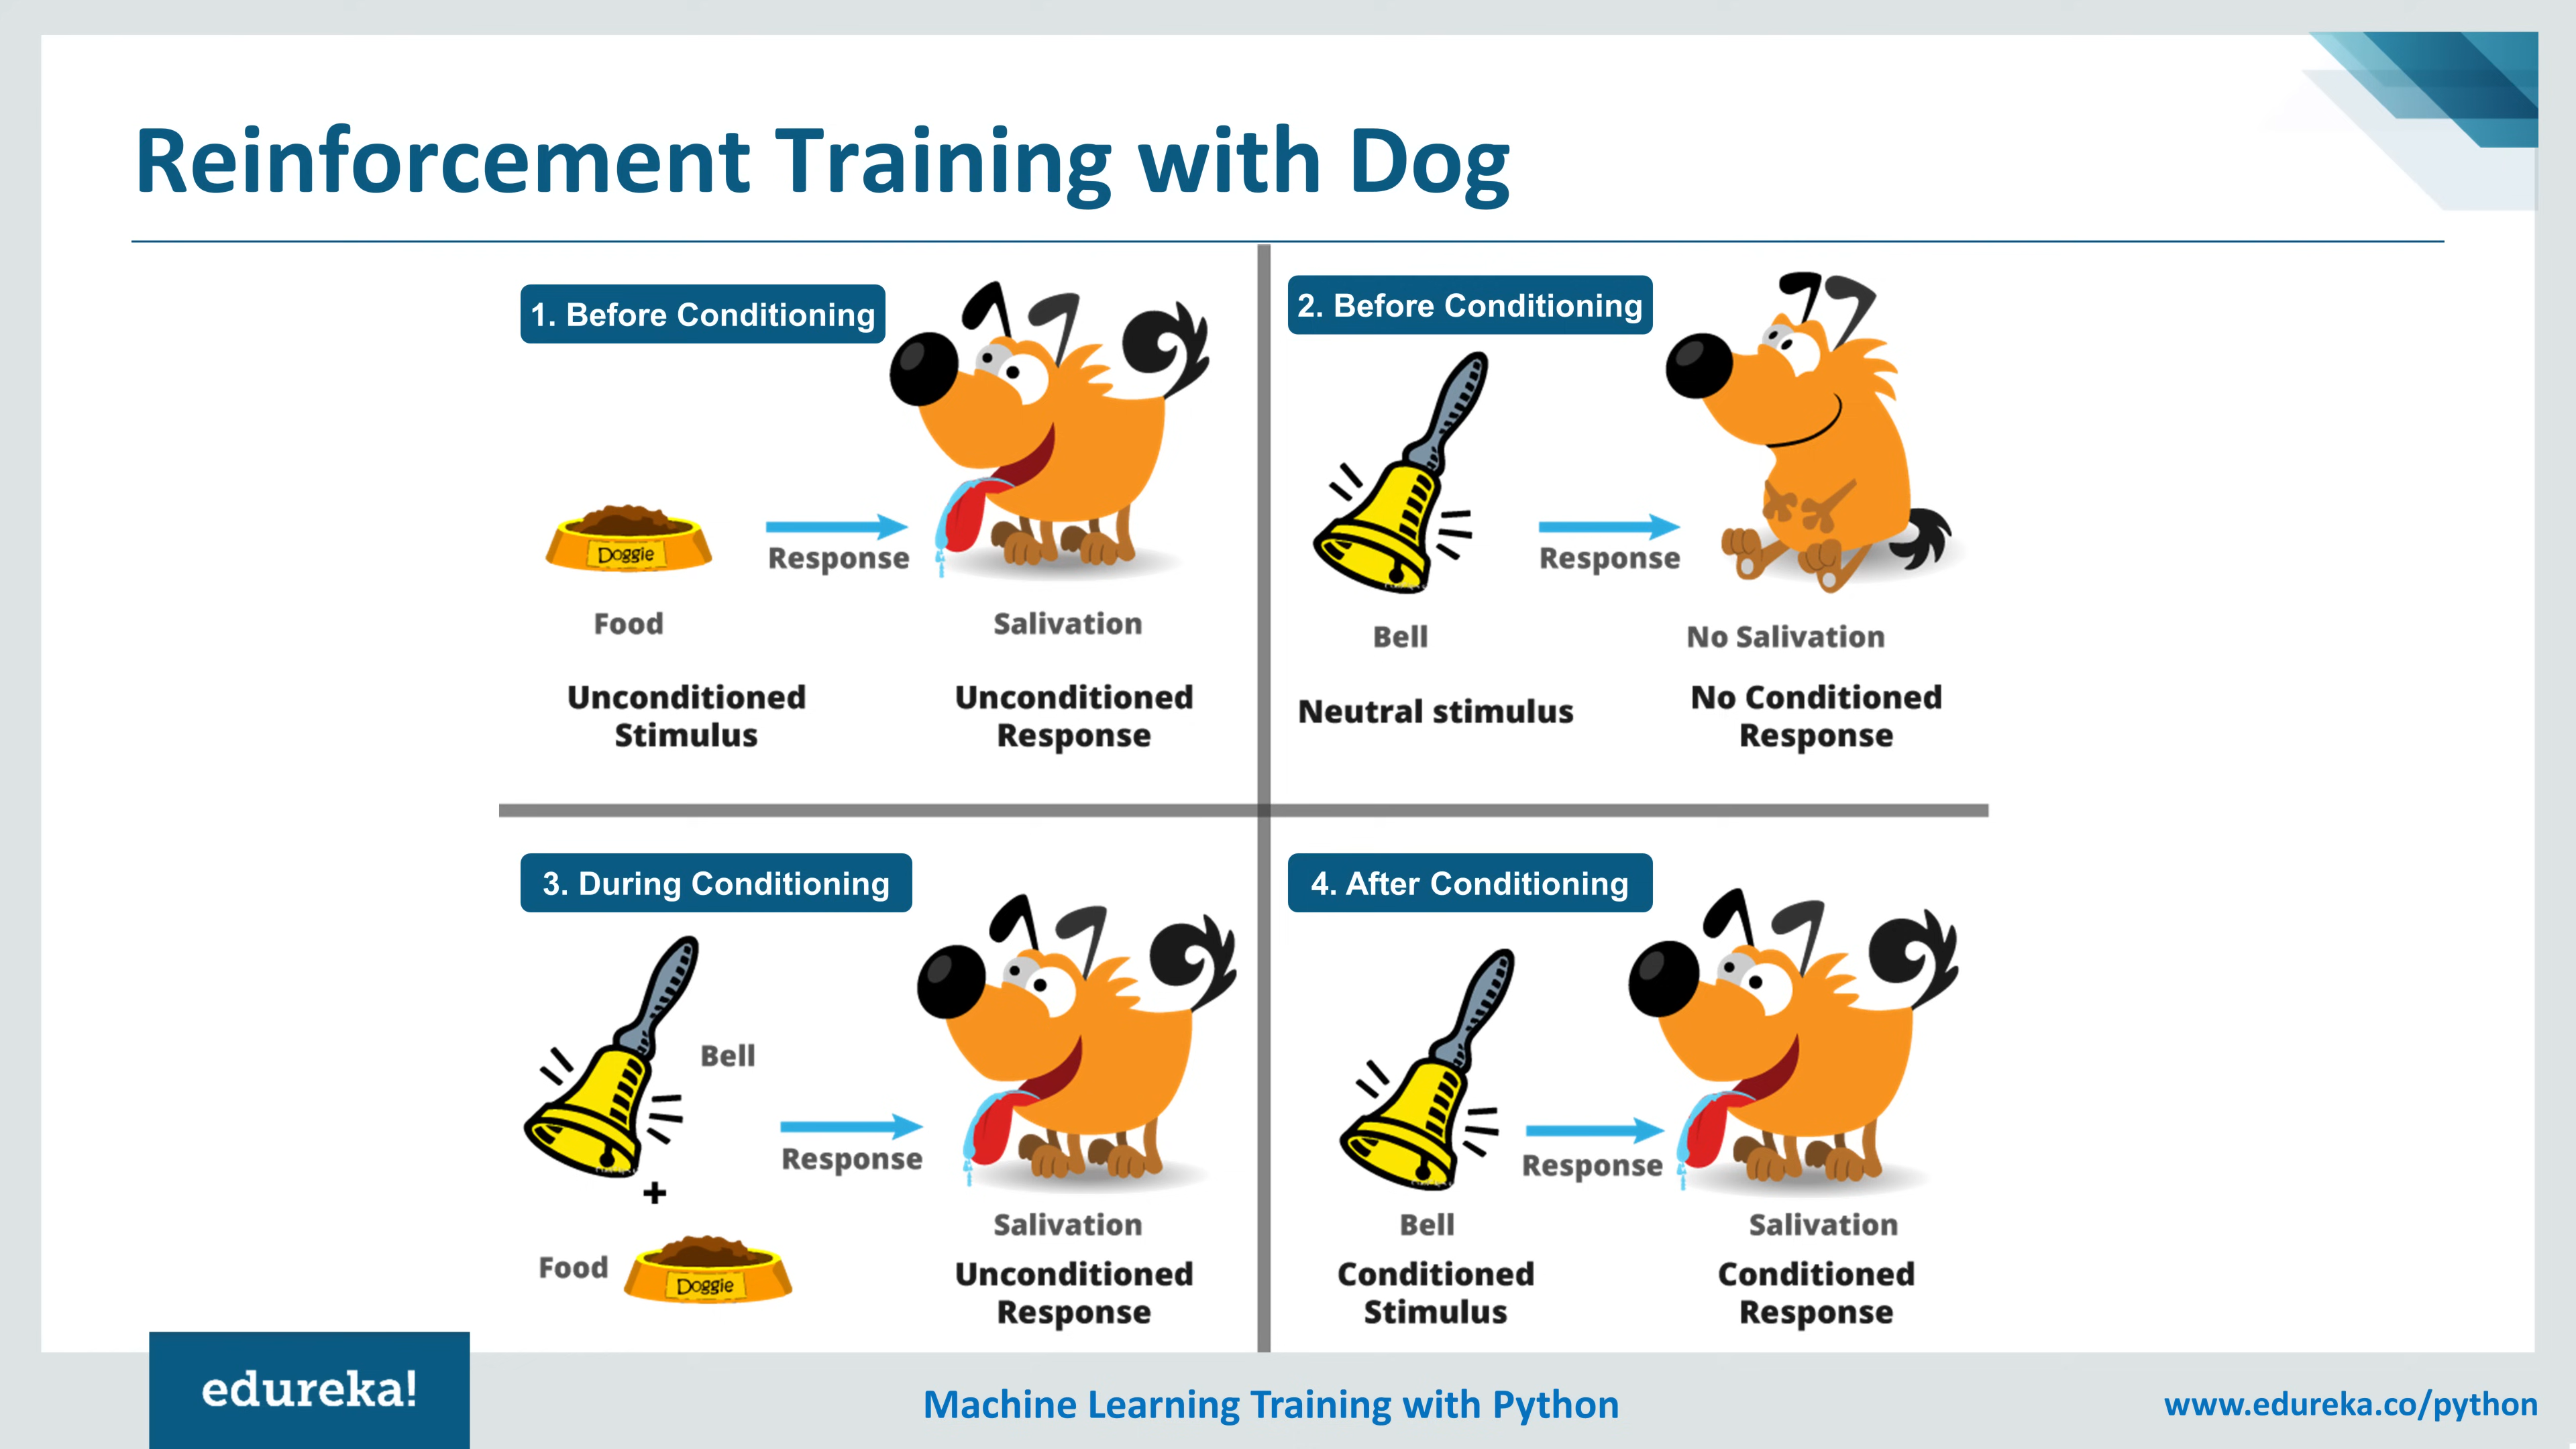 Reinforcement Training with Dog
1. Before Conditioning
Doggie
Response
Food
Salivation
Unconditioned
Stimulus
Unconditioned
Response
2. Before Conditioning
Response
Bell
No Salivation
Neutral stimulus
No Conditioned
Response
3. During Conditioning
Bell
Response
+
Food
Doggie
Salivation
Unconditioned
Response
4. After Conditioning
Response
Bell
Salivation
Conditioned
Stimulus
Conditioned
Response
edureka!
Machine Learning Training with Python
www.edureka.co/python